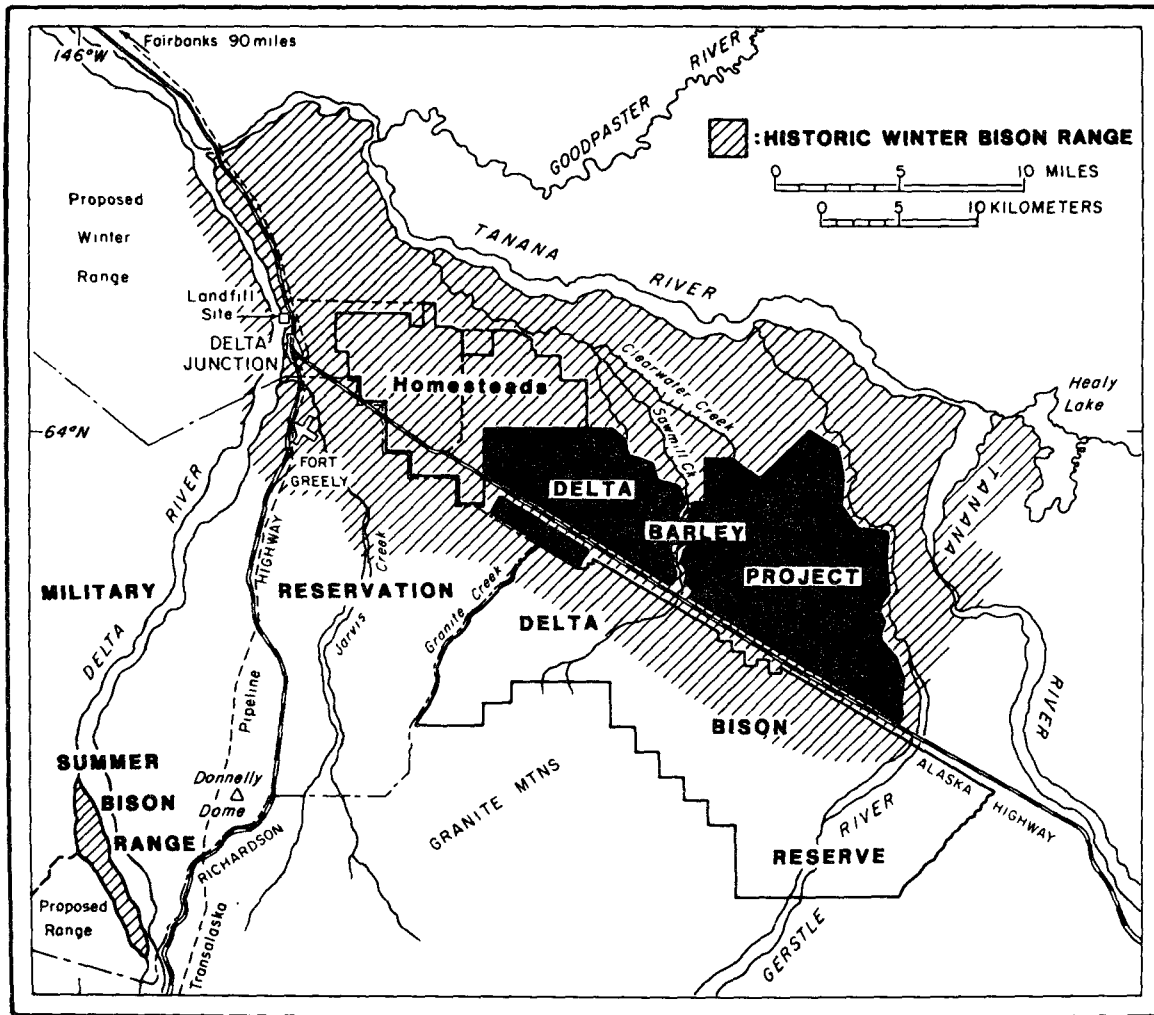 Fairbanks 90 miles
146°W
GOODPASTER RIVER
: HISTORIC WINTER BISON RANGE
0 5 10 MILES
0 5 10 KILOMETERS
Proposed
Winter
Range
TANANA RIVER
Landfill
Site
DELTA
JUNCTION
Homesteads
Clearwater Creek
Sawmill Ck
Healy
Lake
64°N
FORT
GREELY
DELTA
BARLEY
PROJECT
TANANA
RIVER
DELTA RIVER
HIGHWAY
MILITARY
RESERVATION
Jarvis Creek
Granite Creek
DELTA
BISON
RESERVE
Pipeline
SUMMER
BISON
RANGE
Donnelly
Dome
RICHARDSON
GRANITE MTNS
ALASKA HIGHWAY
RIVER
GERSTLE
Proposed
Range
Transalaska